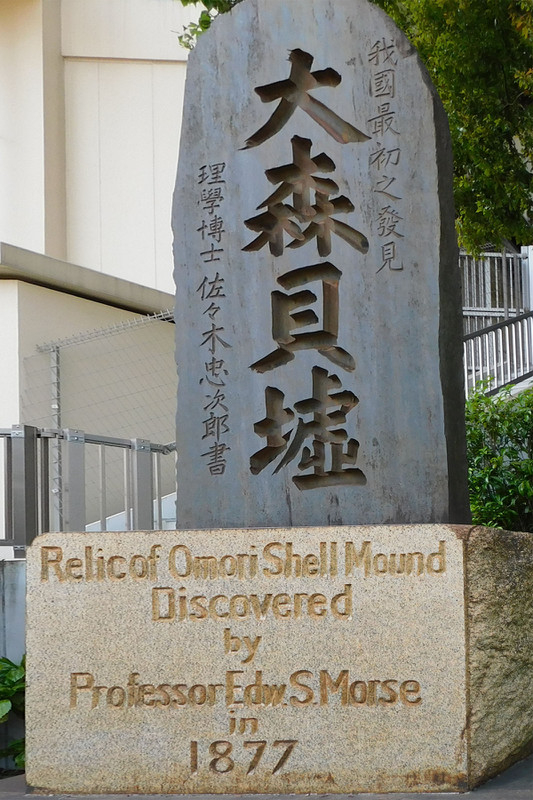 我國最初之發見
大森貝墟
理學博士 佐々木忠次郎書
Relic of Omori Shell Mound
Discovered
by
Professor Edw. S. Morse
in
1877